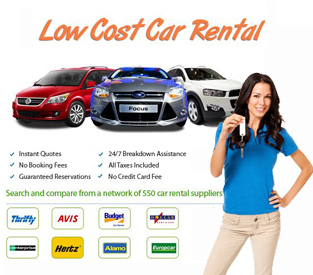 Low Cost Car Rental
Focus
✓ Instant Quotes
✓ No Booking Fees
✓ Guaranteed Reservations
✓ 24/7 Breakdown Assistance
✓ All Taxes Included
✓ No Credit Card Fee
Search and compare from a network of 550 car rental suppliers
Thrifty
AVIS
Budget
DOLLAR
enterprise
Hertz
Alamo
Europcar